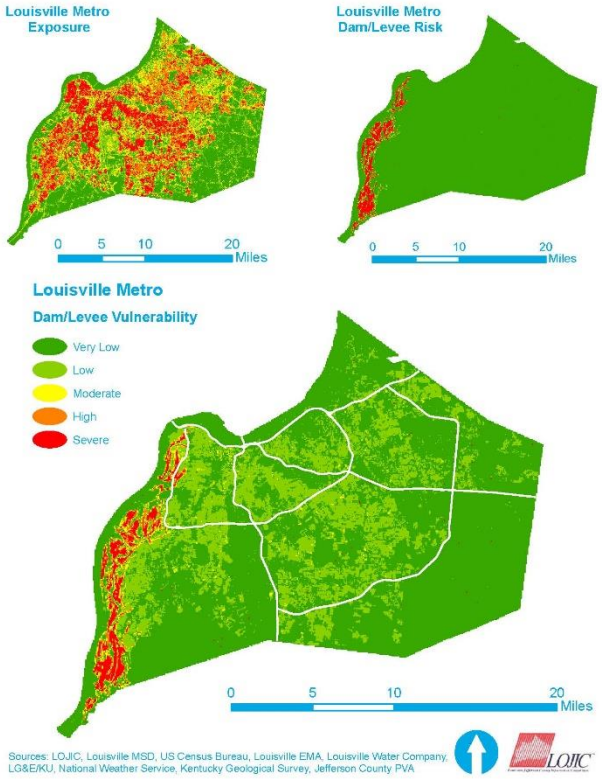 Louisville Metro
Exposure
Louisville Metro
Dam/Levee Risk
0 5 10 20
Miles
0 5 10 20
Miles
Louisville Metro
Dam/Levee Vulnerability
Very Low
Low
Moderate
High
Severe
0 5 10 20
Miles
Sources: LOJIC, Louisville MSD, US Census Bureau, Louisville EMA, Louisville Water Company,
LG&E/KU, National Weather Service, Kentucky Geological Survey, Jefferson County PVA
LOJIC